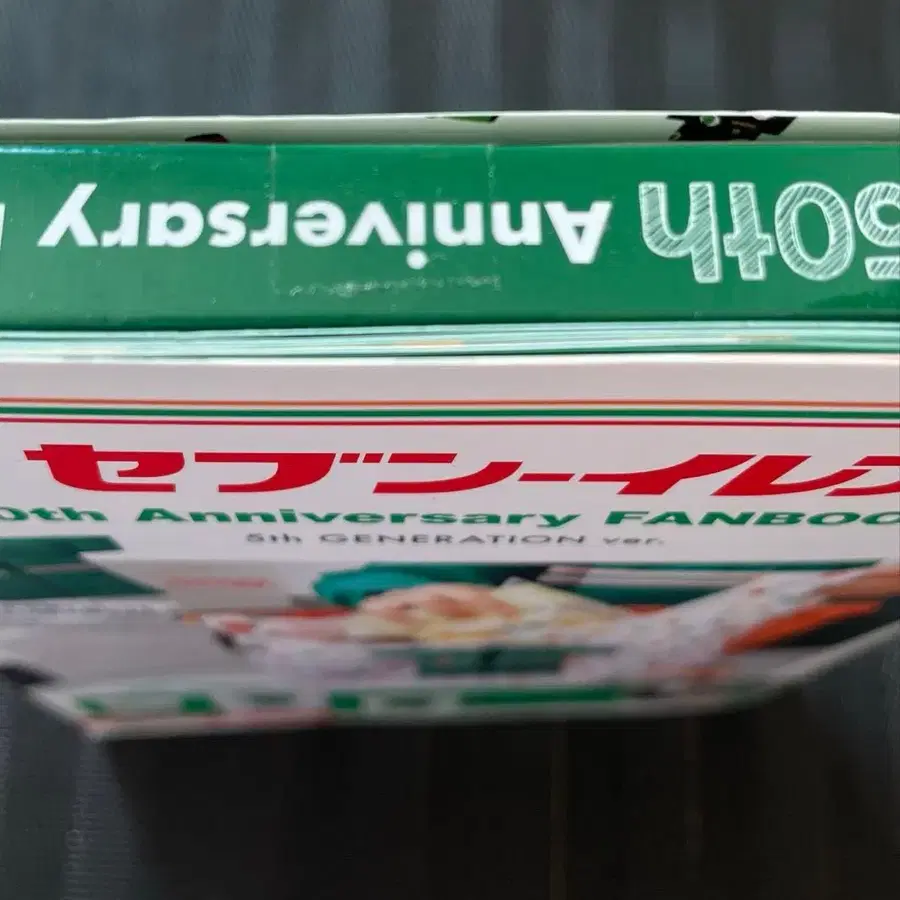 50th Anniversary
セブン-イレブ
0th Anniversary FANBOO
5th GENERATION ver.